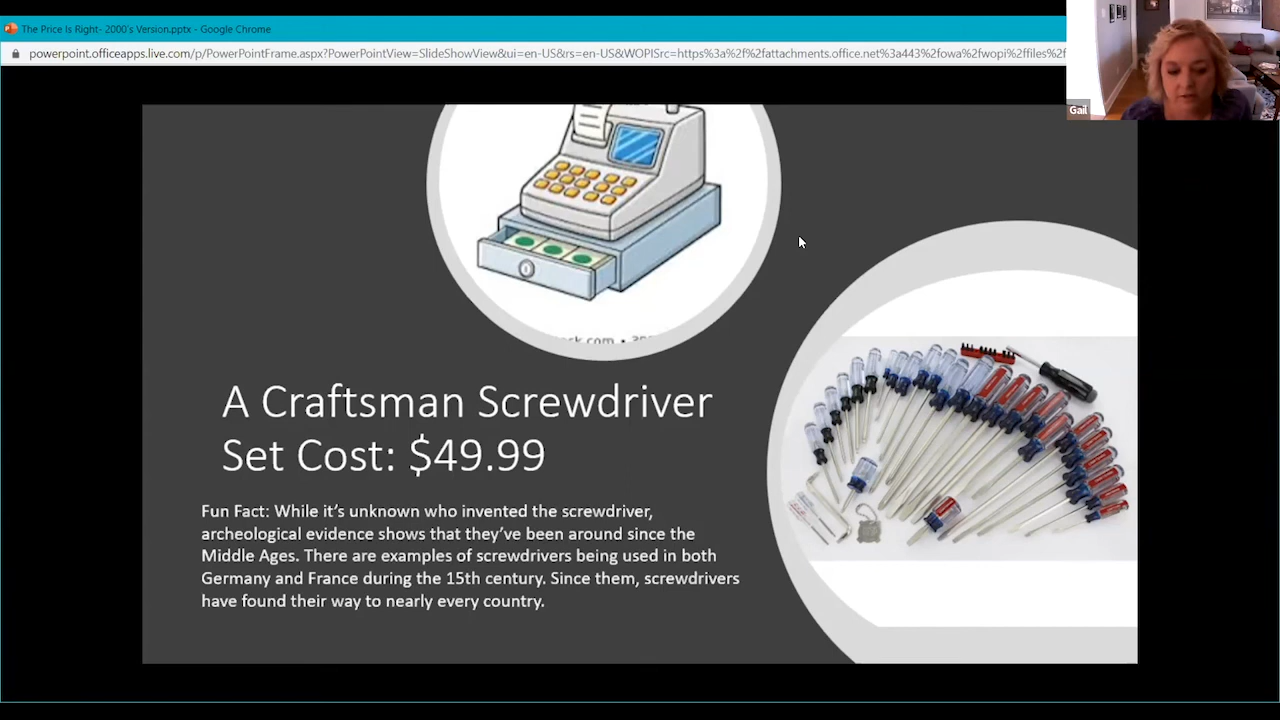 The Price Is Right- 2000's Version.pptx - Google Chrome
powerpoint.officeapps.live.com/p/PowerPointFrame.aspx?PowerPointView=SlideShowView&ui=en-US&rs=en-US&WOPISrc=https%3a%2f%2fattachments.office.net%3a443%2fowa%2fwopi%2ffiles%2f
Gail
A Craftsman Screwdriver
Set Cost: $49.99
Fun Fact: While it's unknown who invented the screwdriver,
archeological evidence shows that they've been around since the
Middle Ages. There are examples of screwdrivers being used in both
Germany and France during the 15th century. Since them, screwdrivers
have found their way to nearly every country.